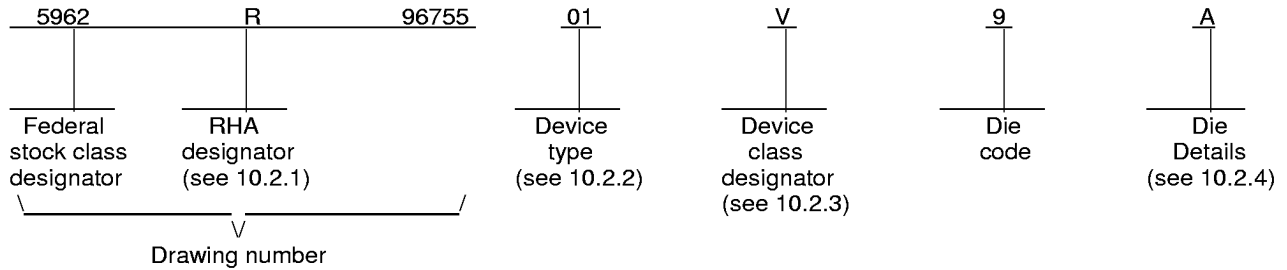 5962 R 96755 01 V 9 A
Federal RHA Device Device Die Die
stock class designator type class code Details
designator (see 10.2.1) (see 10.2.2) designator (see 10.2.4)
(see 10.2.3)
Drawing number